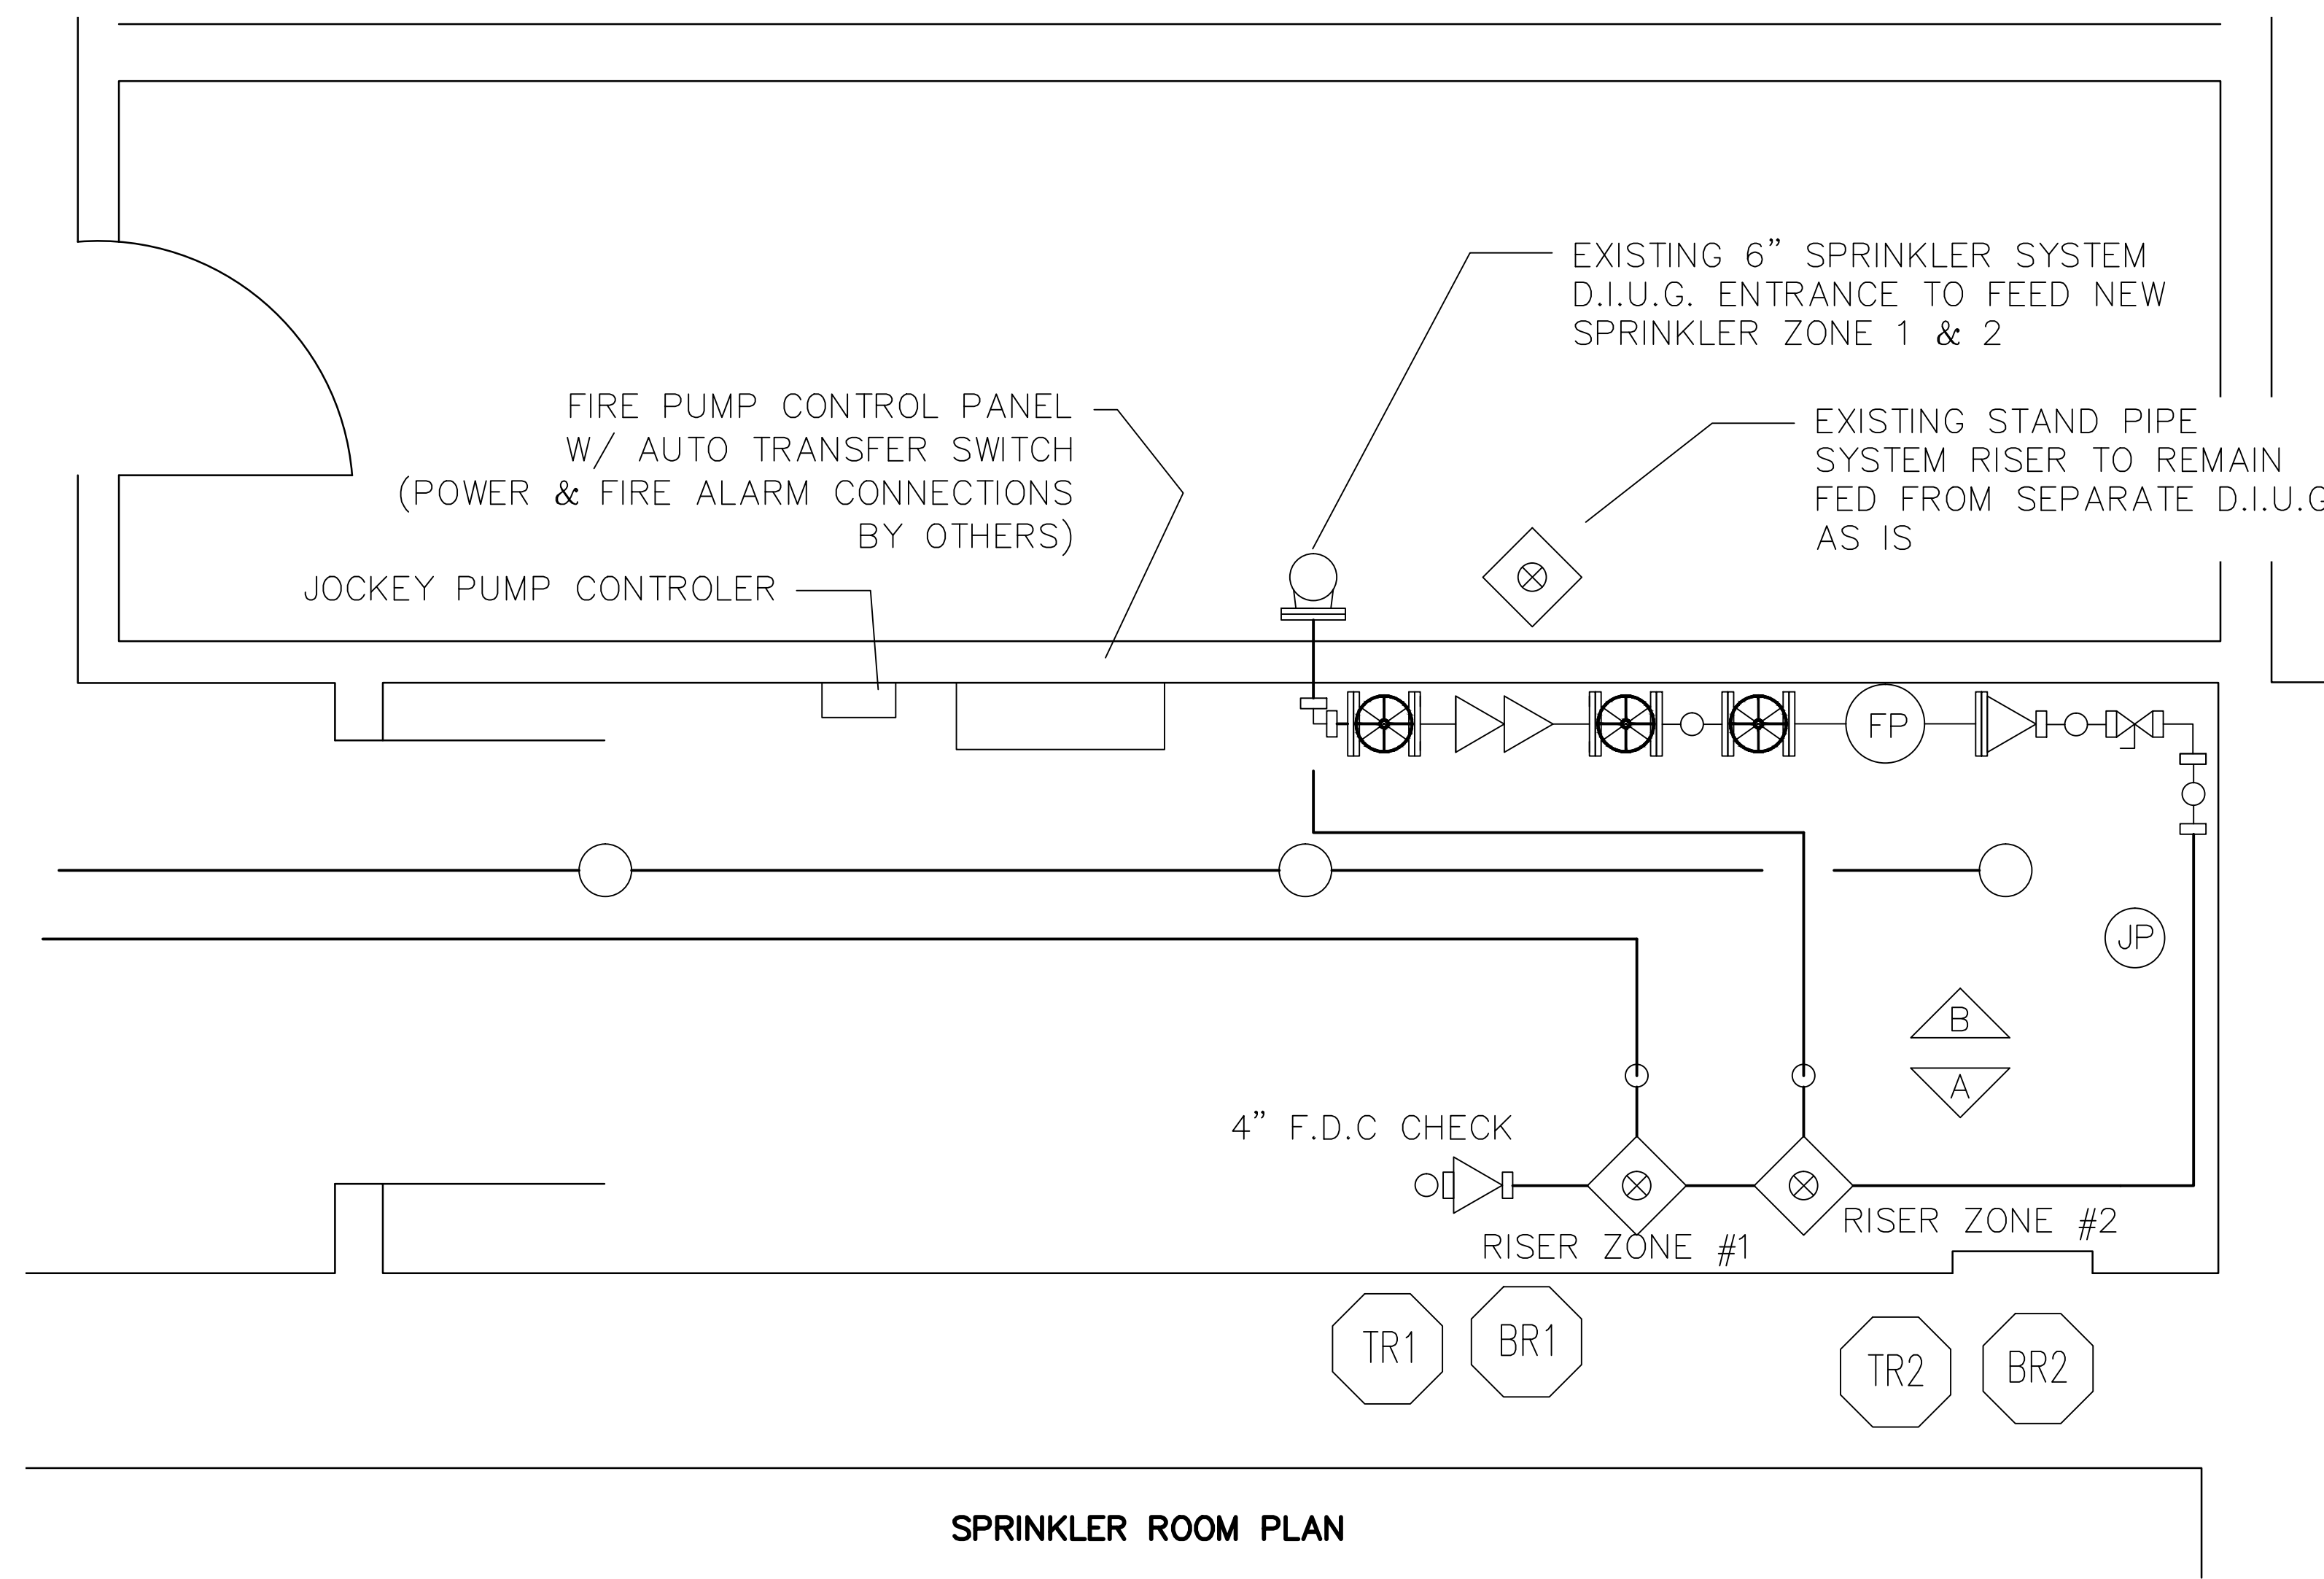 EXISTING 6" SPRINKLER SYSTEM
D.I.U.G. ENTRANCE TO FEED NEW
SPRINKLER ZONE 1 & 2
FIRE PUMP CONTROL PANEL
W/ AUTO TRANSFER SWITCH
(POWER & FIRE ALARM CONNECTIONS
BY OTHERS)
EXISTING STAND PIPE
SYSTEM RISER TO REMAIN
FED FROM SEPARATE D.I.U.G
AS IS
JOCKEY PUMP CONTROLER
FP
JP
B
A
4" F.D.C CHECK
RISER ZONE #1
RISER ZONE #2
TR1
BR1
TR2
BR2
SPRINKLER ROOM PLAN